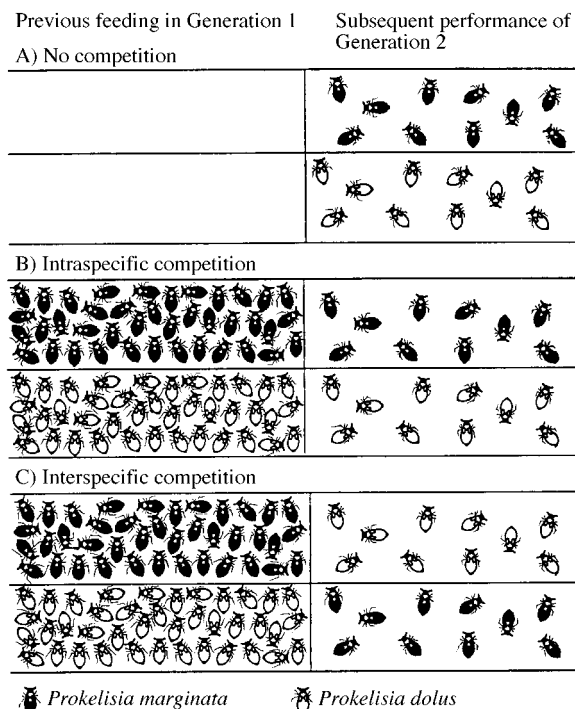 Previous feeding in Generation 1
Subsequent performance of
Generation 2
A) No competition
B) Intraspecific competition
C) Interspecific competition
Prokelisia marginata
Prokelisia dolus